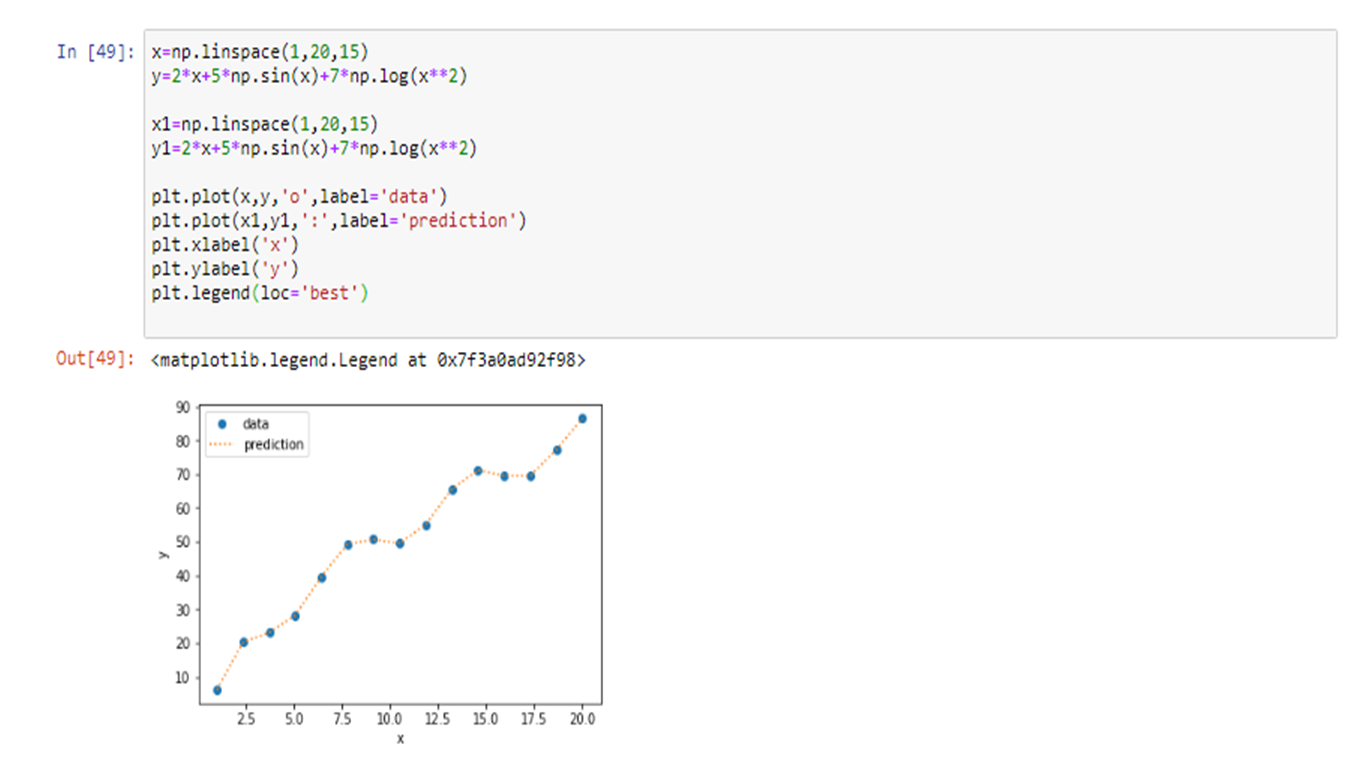 In [49]: x=np.linspace(1,20,15)
y=2*x+5*np.sin(x)+7*np.log(x**2)
x1=np.linspace(1,20,15)
y1=2*x+5*np.sin(x)+7*np.log(x**2)
plt.plot(x,y,'o',label='data')
plt.plot(x1,y1,':',label='prediction')
plt.xlabel('x')
plt.ylabel('y')
plt.legend(loc='best')
Out[49]: <matplotlib.legend.Legend at 0x7f3a0ad92f98>
90
80
70
60
50
40
30
20
10
y
data
prediction
2.5 5.0 7.5 10.0 12.5 15.0 17.5 20.0
x